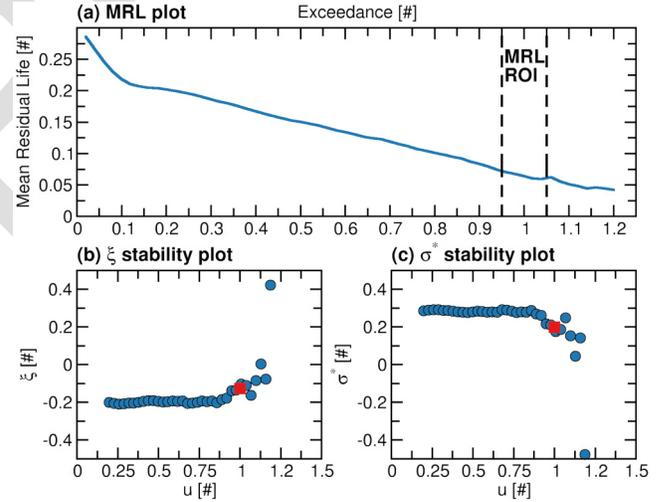 (a) MRL plot Exceedance [#]
Mean Residual Life [#]
0.25
0.2
0.15
0.1
0.05
0
MRL
ROI
0 0.1 0.2 0.3 0.4 0.5 0.6 0.7 0.8 0.9 1 1.1 1.2
(b) ξ stability plot
ξ [#]
0.4
0.2
0
-0.2
-0.4
0 0.25 0.5 0.75 1 1.2 1.5
u [#]
(c) σ* stability plot
σ* [#]
0.4
0.2
0
-0.2
-0.4
0 0.25 0.5 0.75 1 1.2 1.5
u [#]